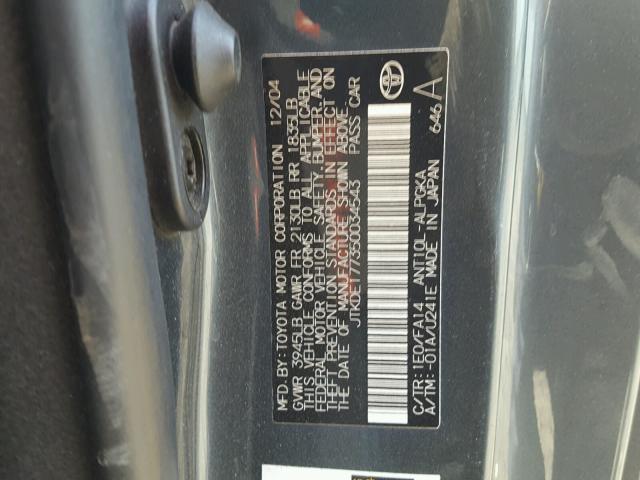 MFD.BY:TOYOTA MOTOR CORPORATION 12/04
GVWR 3945LB GAWR FR 2130LB RR 1835LB
THIS VEHICLE CONFORMS TO ALL APPLICABLE
FEDERAL MOTOR VEHICLE SAFETY, BUMPER, AND
THEFT PREVENTION STANDARDS IN EFFECT ON
THE DATE OF MANUFACTURE SHOWN ABOVE.
JTKDE177350034543 PASS CAR
C/TR:1E0/FA14 ANT10L-ALPGKA
A/TM:-01A/U241E MADE IN JAPAN 646 A